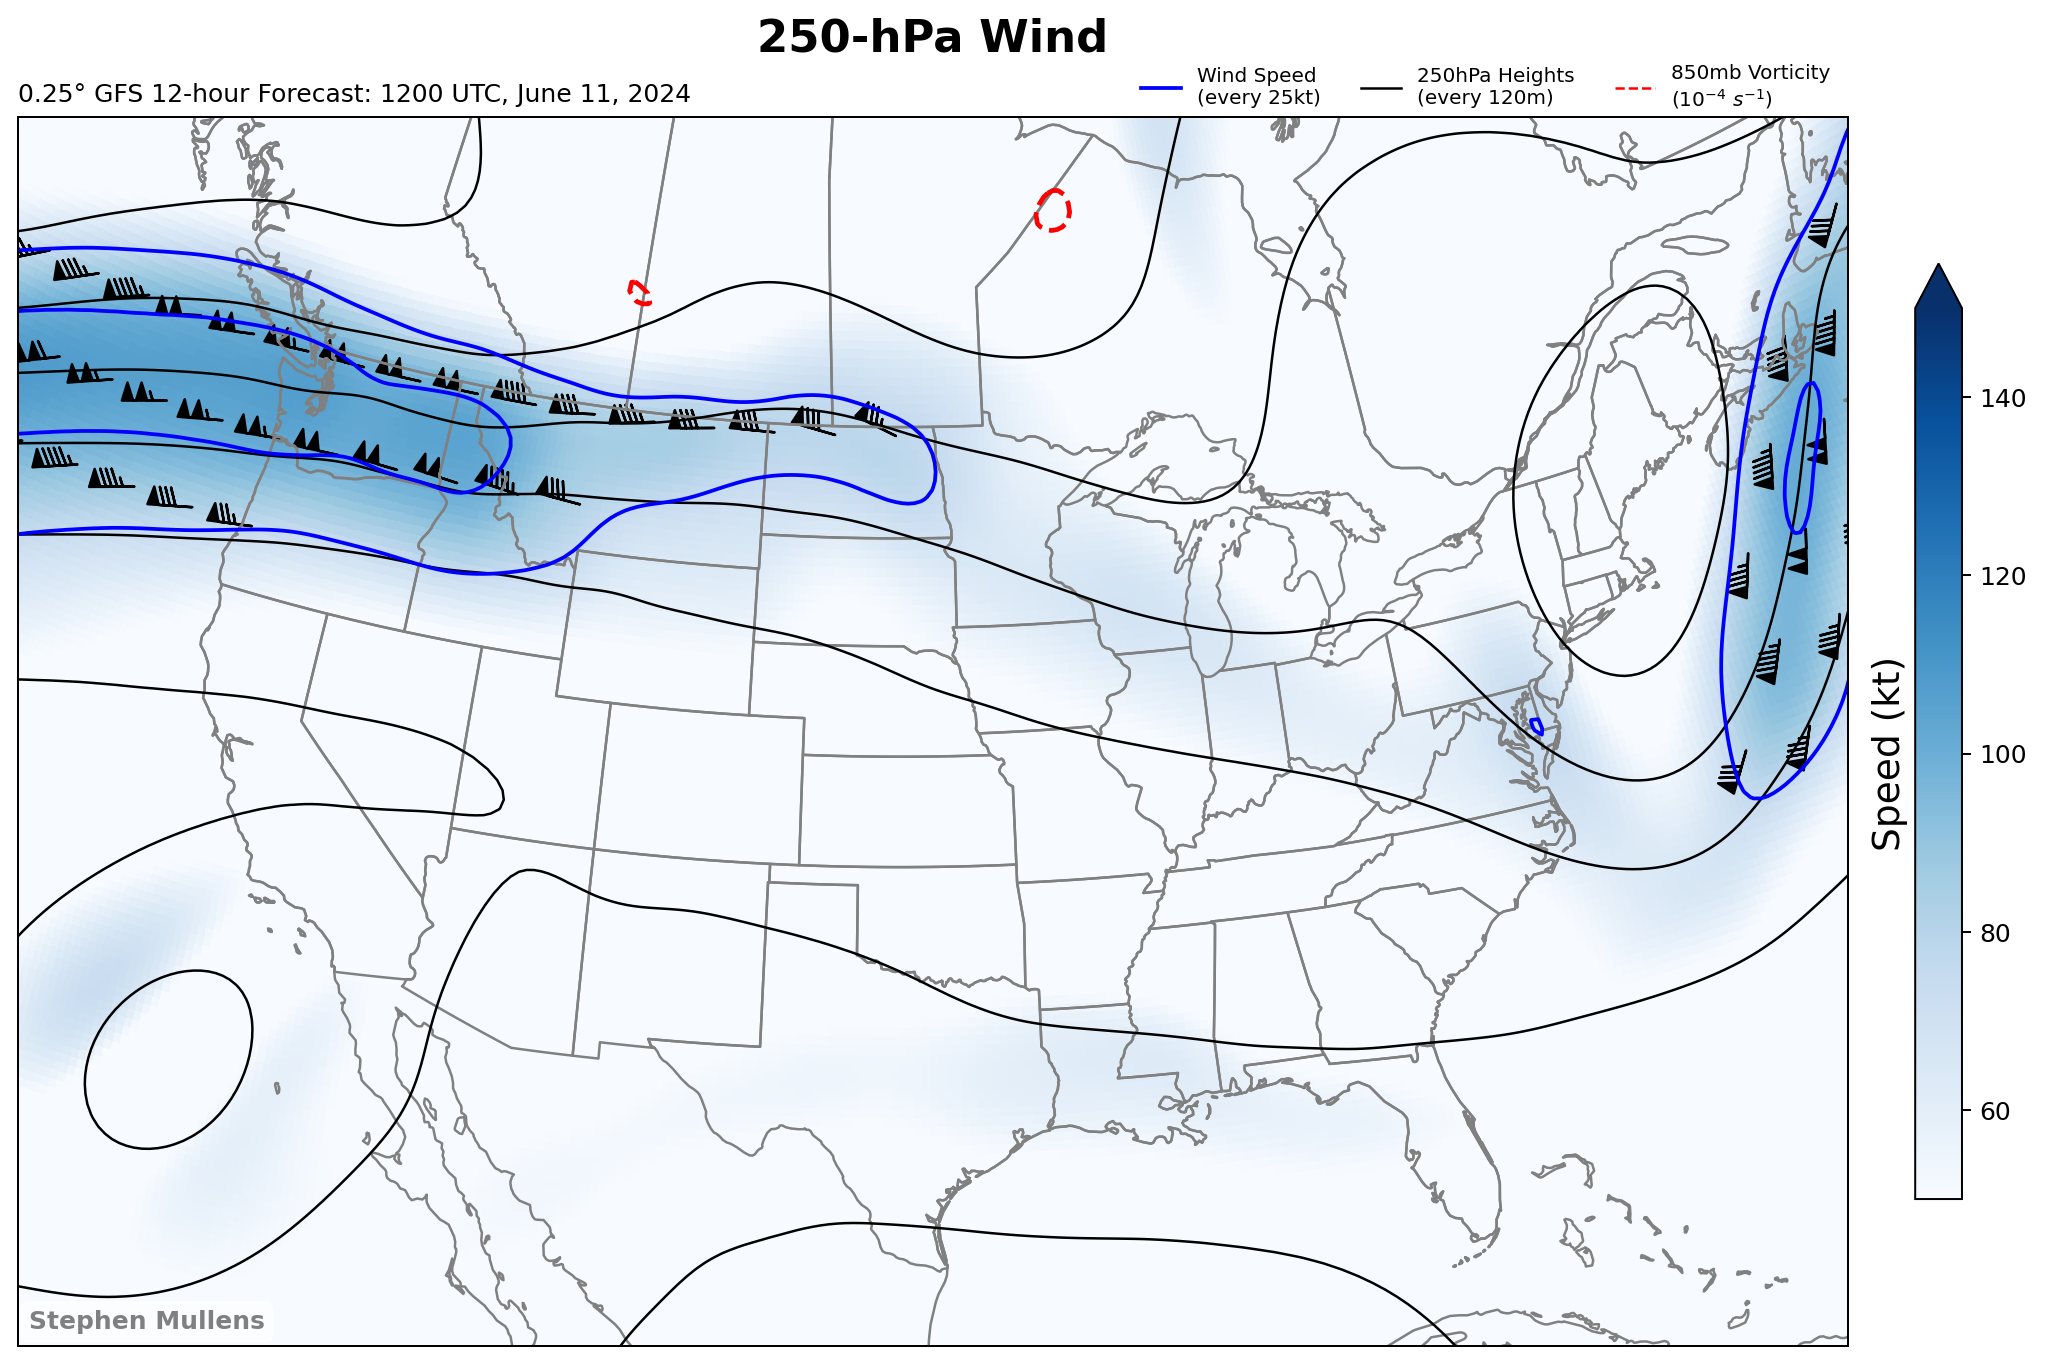 250-hPa Wind
0.25° GFS 12-hour Forecast: 1200 UTC, June 11, 2024
Wind Speed
(every 25kt)
250hPa Heights
(every 120m)
850mb Vorticity
(10⁻⁴ s⁻¹)
140
120
100
80
60
Speed (kt)
Stephen Mullens